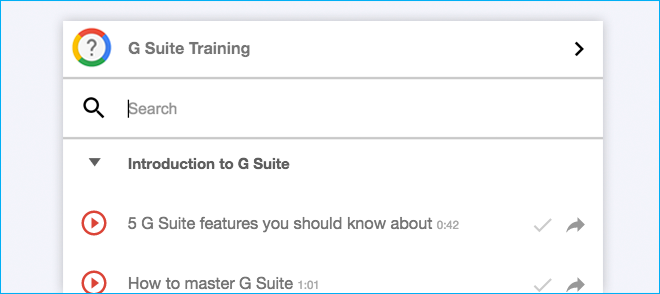 ? G Suite Training
Search
Introduction to G Suite
5 G Suite features you should know about 0:42
How to master G Suite 1:01